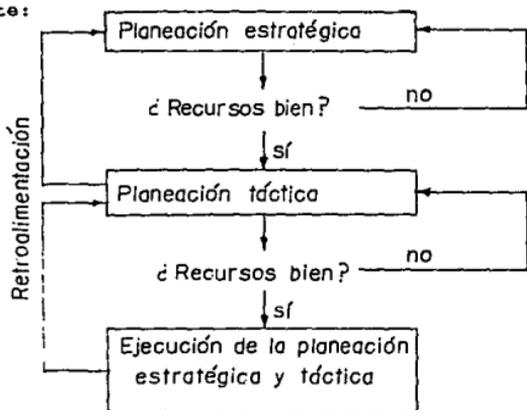 te:
Planeación estratégica
¿ Recursos bien?
no
sí
Retroalimentación
Planeación táctica
¿ Recursos bien?
no
sí
Ejecución de la planeación
estratégica y táctica